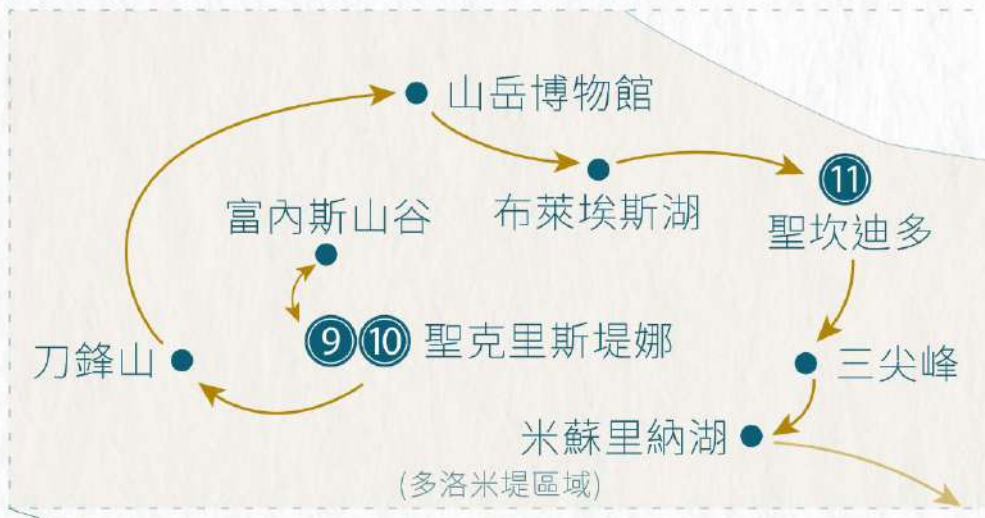 山岳博物館
布萊埃斯湖
11
聖坎迪多
富內斯山谷
9 10 聖克里斯堤娜
刀鋒山
三尖峰
米蘇里納湖
(多洛米堤區域)